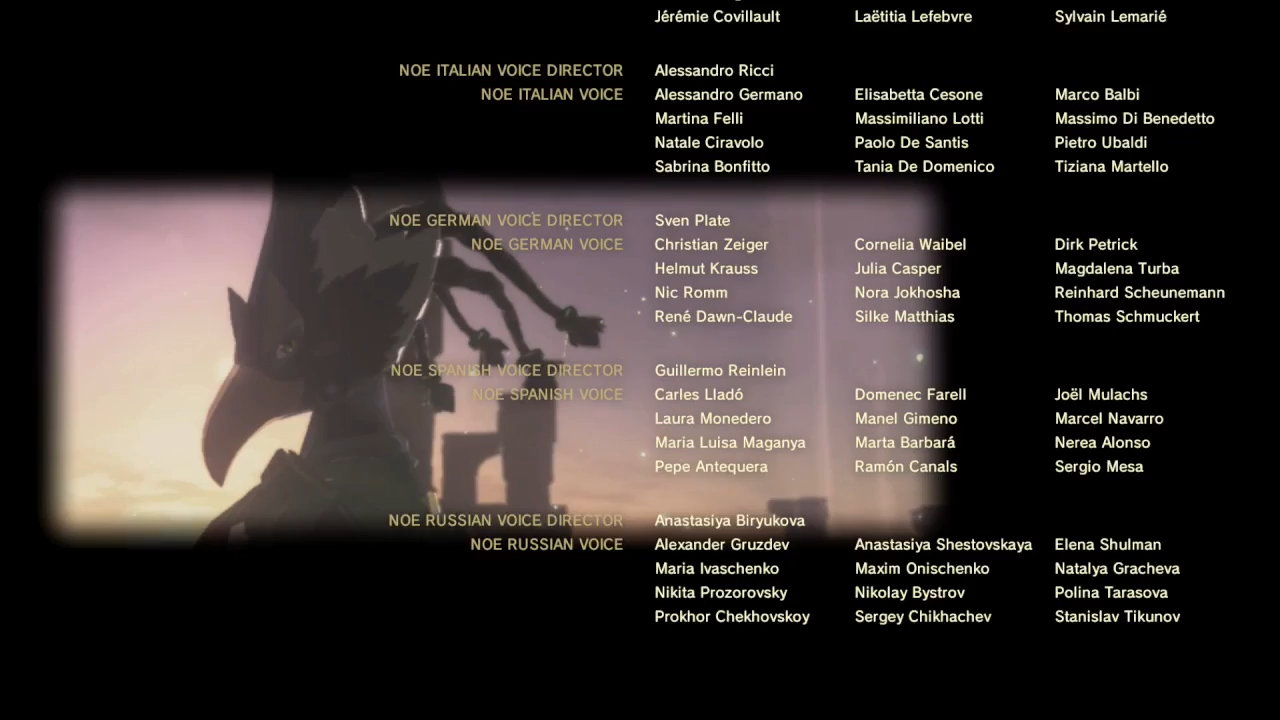 Jérémie Covillault Laëtitia Lefebvre Sylvain Lemarié
NOE ITALIAN VOICE DIRECTOR Alessandro Ricci
NOE ITALIAN VOICE Alessandro Germano Elisabetta Cesone Marco Balbi
Martina Felli Massimiliano Lotti Massimo Di Benedetto
Natale Ciravolo Paolo De Santis Pietro Ubaldi
Sabrina Bonfitto Tania De Domenico Tiziana Martello
NOE GERMAN VOICE DIRECTOR Sven Plate
NOE GERMAN VOICE Christian Zeiger Cornelia Waibel Dirk Petrick
Helmut Krauss Julia Casper Magdalena Turba
Nic Romm Nora Jokhosha Reinhard Scheunemann
René Dawn-Claude Silke Matthias Thomas Schmuckert
NOE SPANISH VOICE DIRECTOR Guillermo Reinlein
NOE SPANISH VOICE Carles Lladó Domenec Farell Joël Mulachs
Laura Monedero Manel Gimeno Marcel Navarro
Maria Luisa Maganya Marta Barbará Nerea Alonso
Pepe Antequera Ramón Canals Sergio Mesa
NOE RUSSIAN VOICE DIRECTOR Anastasiya Biryukova
NOE RUSSIAN VOICE Alexander Gruzdev Anastasiya Shestovskaya Elena Shulman
Maria Ivaschenko Maxim Onischenko Natalya Gracheva
Nikita Prozorovsky Nikolay Bystrov Polina Tarasova
Prokhor Chekhovskoy Sergey Chikhachev Stanislav Tikunov